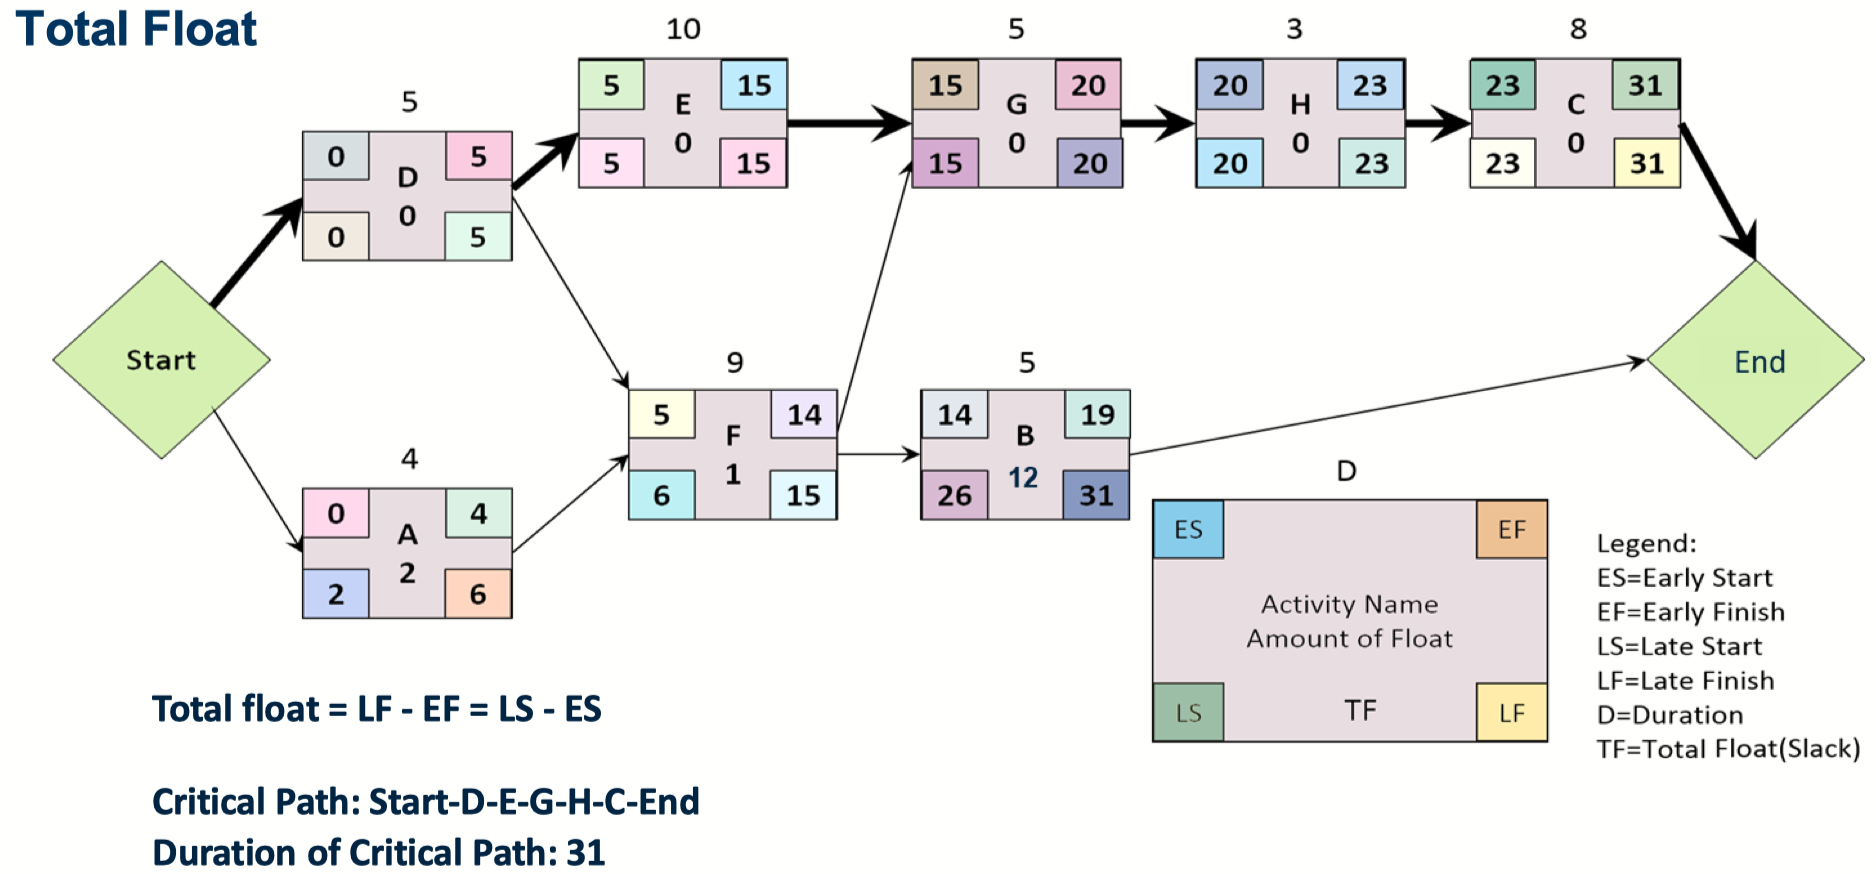 Total Float
10
5
3
8
5
5
15
E
0
5
15
15
20
G
0
15
20
20
23
H
0
20
23
23
31
C
0
23
31
0
5
D
0
0
5
Start
9
5
End
5
14
F
1
6
15
14
19
B
12
26
31
4
0
4
A
2
2
6
D
ES
EF
Activity Name
Amount of Float
LS
TF
LF
Legend:
ES=Early Start
EF=Early Finish
LS=Late Start
LF=Late Finish
D=Duration
TF=Total Float(Slack)
Total float = LF - EF = LS - ES
Critical Path: Start-D-E-G-H-C-End
Duration of Critical Path: 31